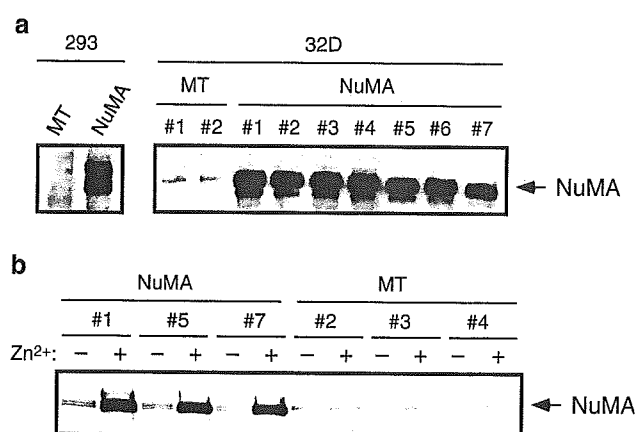 a
293 32D
MT NuMA
MT NuMA #1 #2 #1 #2 #3 #4 #5 #6 #7
NuMA
b
NuMA MT
#1 #5 #7 #2 #3 #4
Zn2+: − + − + − + − + − + − +
NuMA